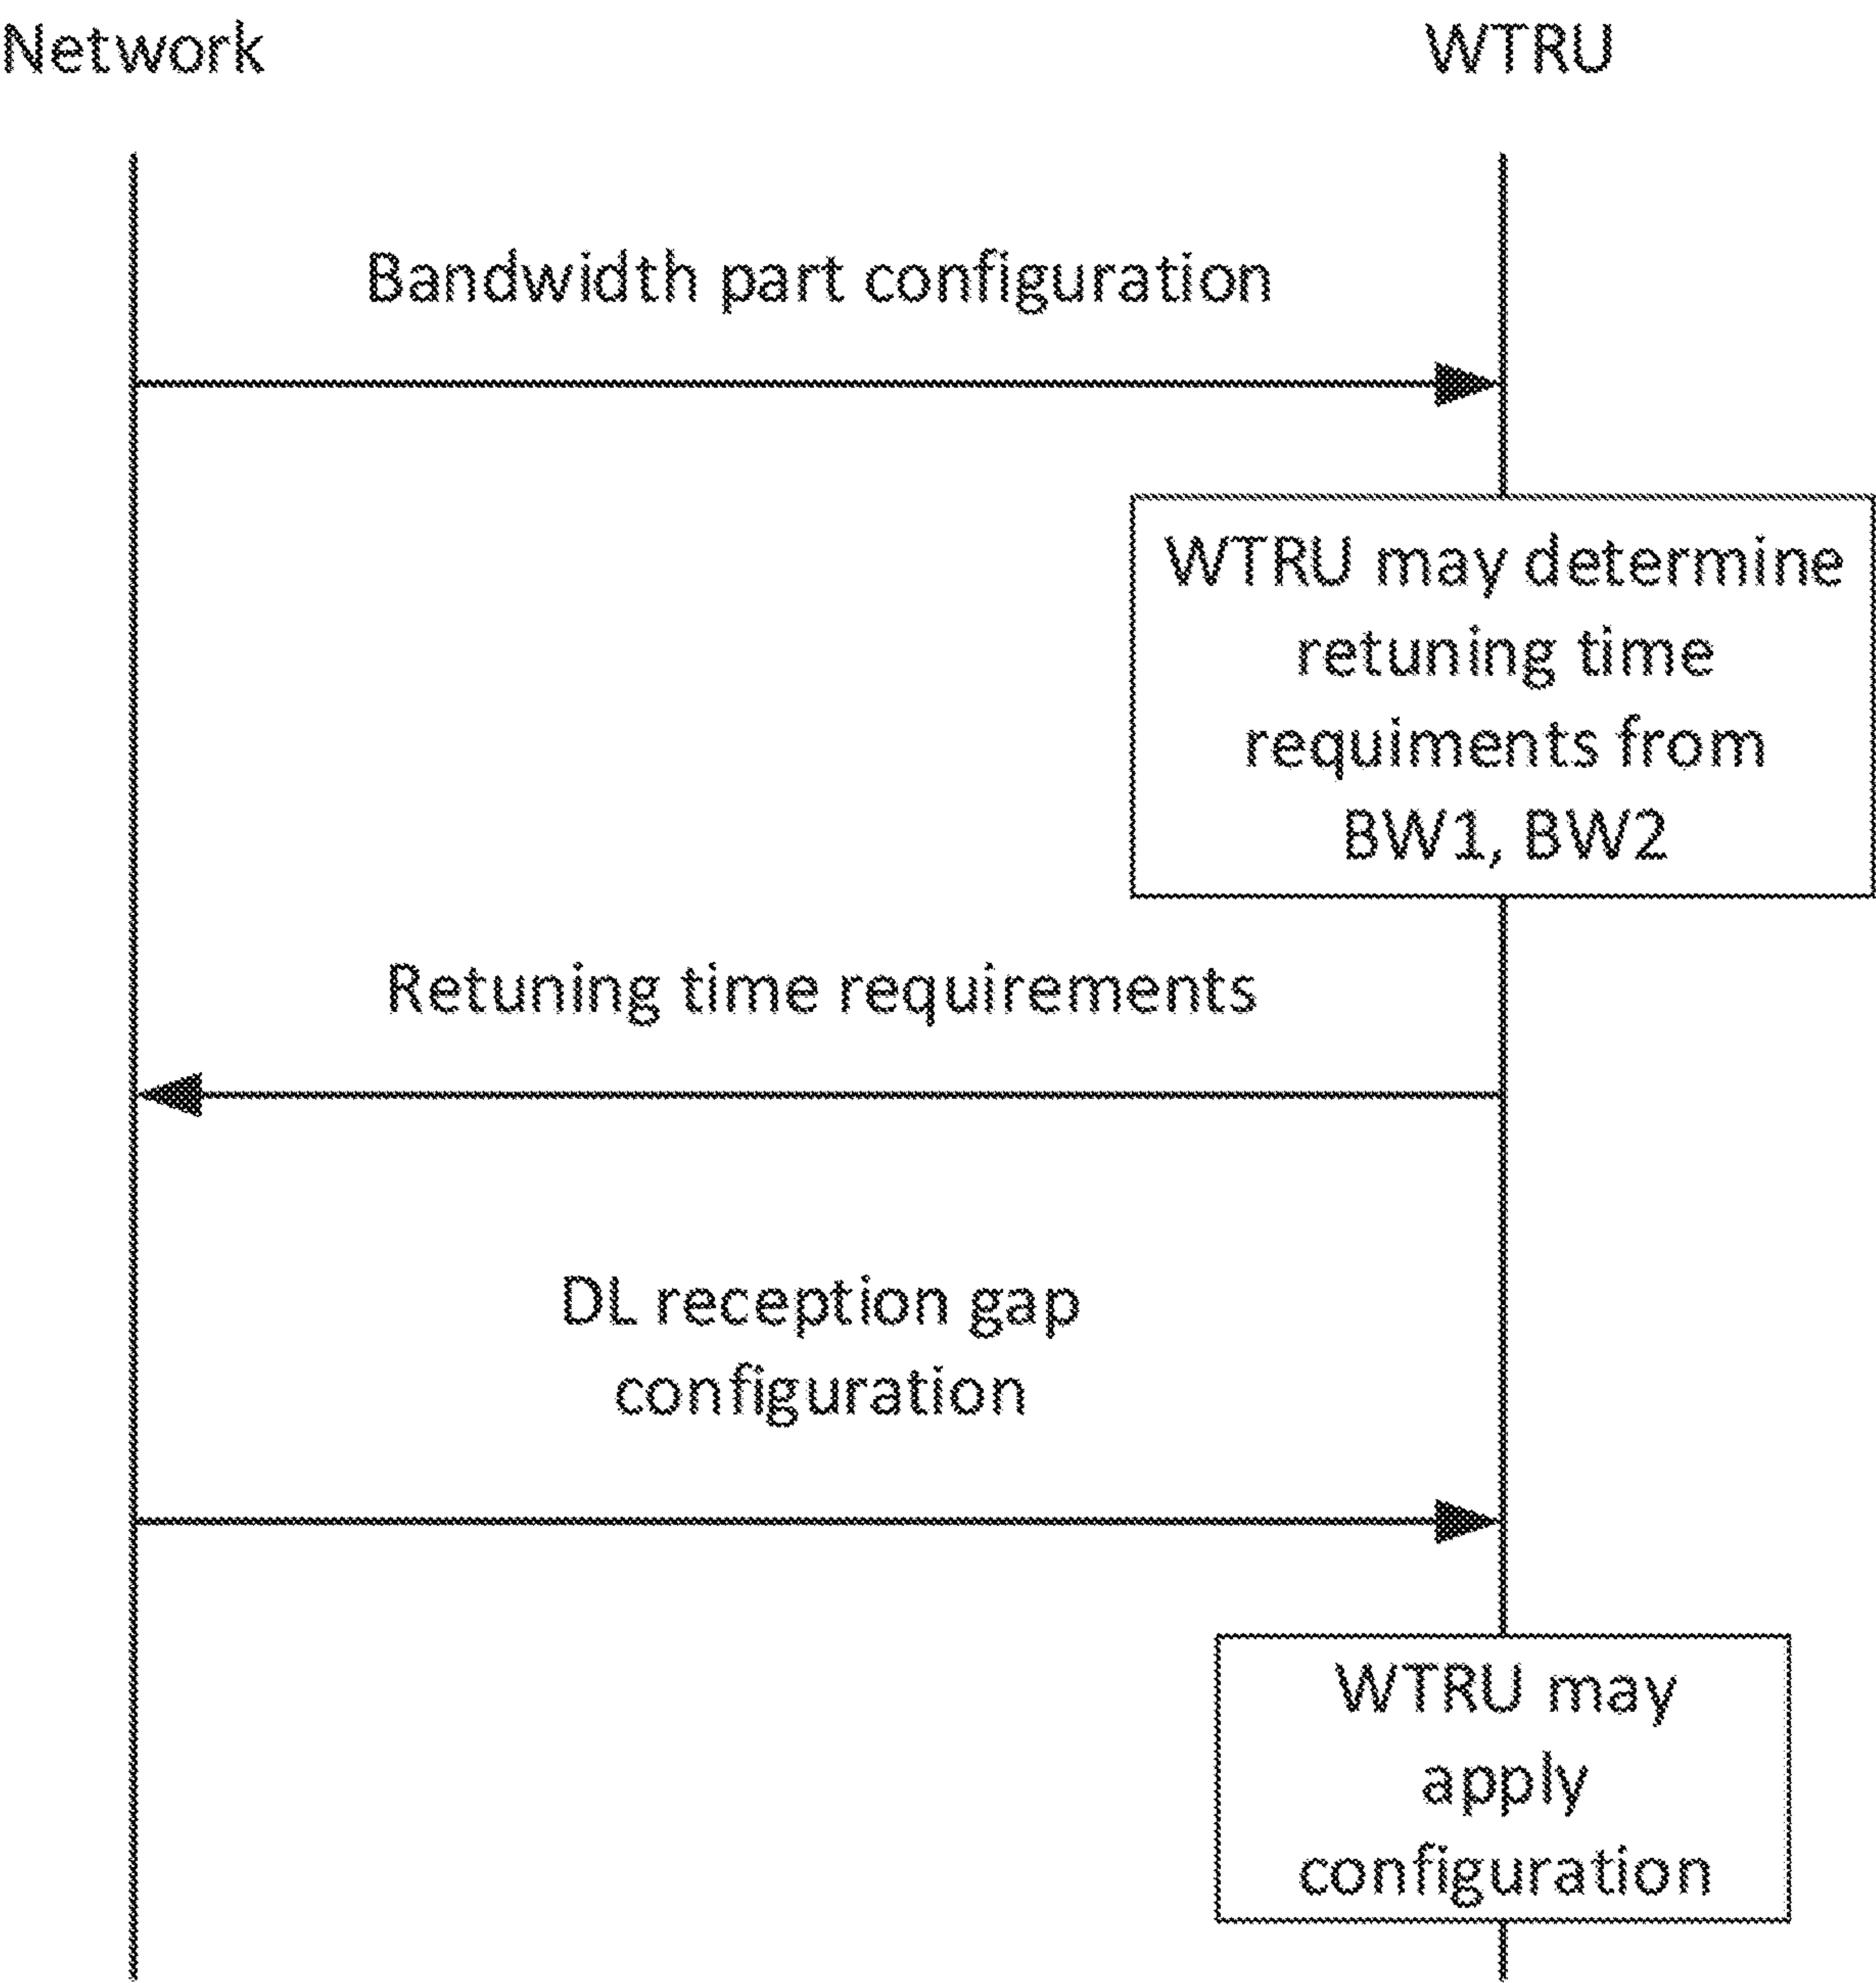 Network
WTRU
Bandwidth part configuration
WTRU may determine
retuning time
requiments from
BW1, BW2
Retuning time requirements
DL reception gap
configuration
WTRU may
apply
configuration